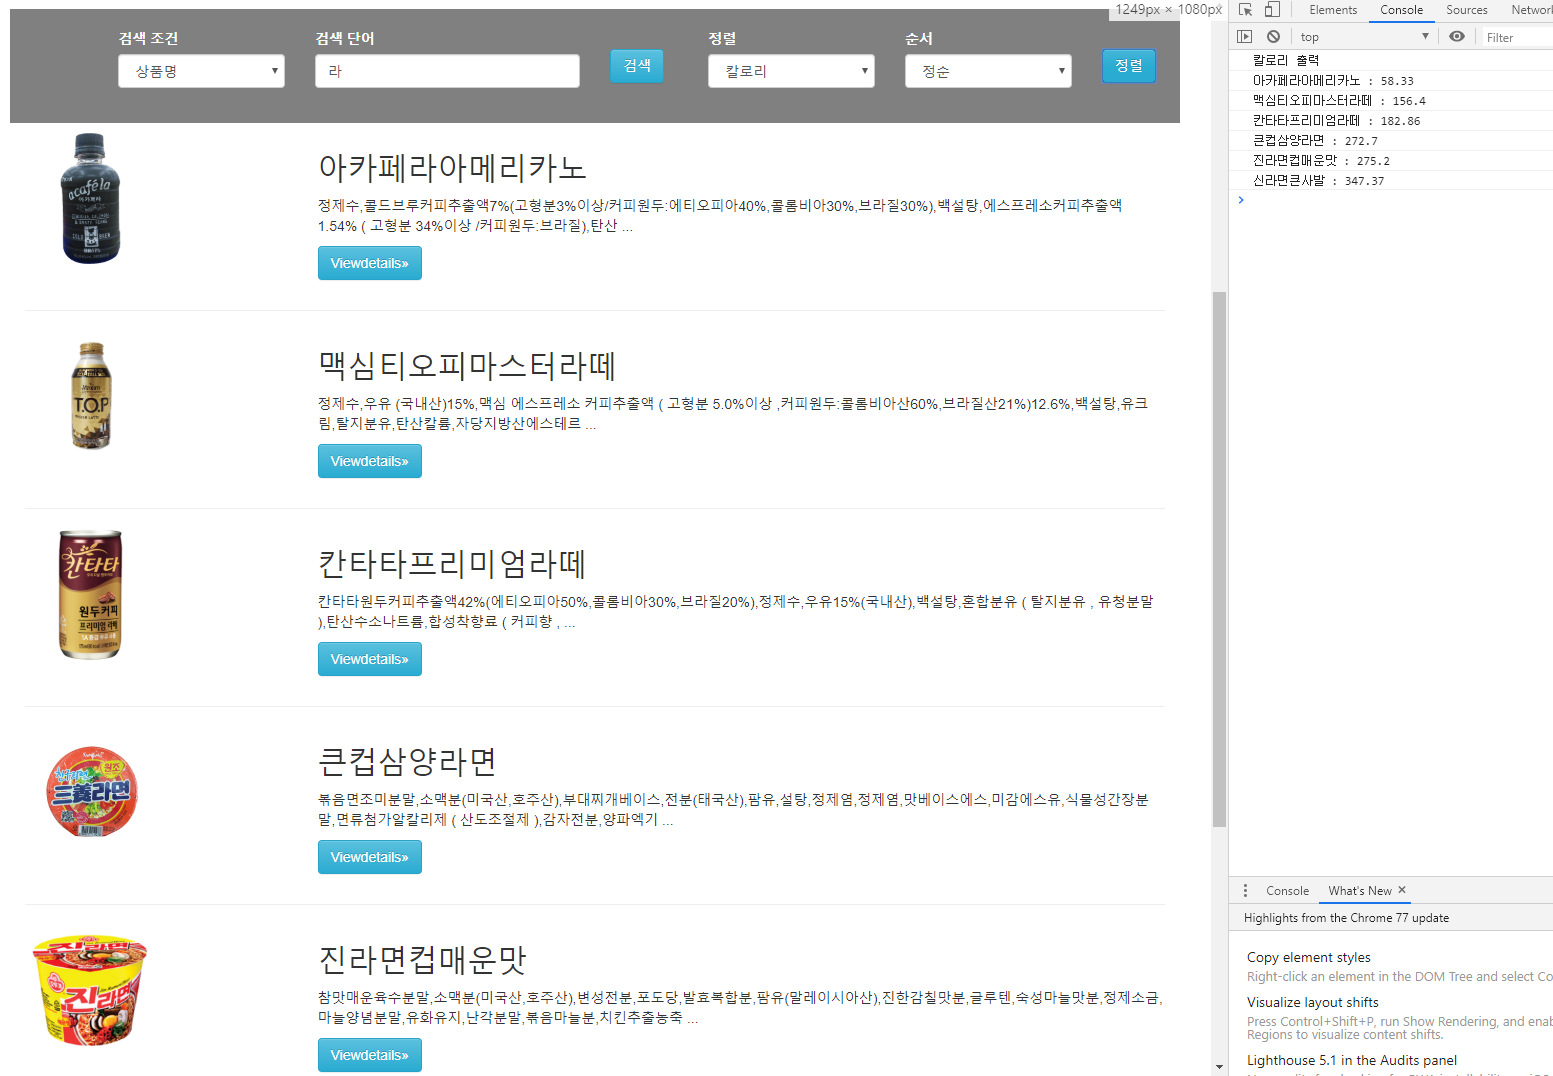 1249px × 1080px
검색 조건
검색 단어
정렬
순서
상품명
라
검색
칼로리
정순
정렬
아카페라아메리카노
정제수,콜드브루커피추출액7%(고형분3%이상/커피원두:에티오피아40%,콜롬비아30%,브라질30%),백설탕,에스프레소커피추출액
1.54% ( 고형분 34%이상 /커피원두:브라질),탄산 ...
Viewdetails»
맥심티오피마스터라떼
정제수,우유 (국내산)15%,맥심 에스프레소 커피추출액 ( 고형분 5.0%이상 ,커피원두:콜롬비아산60%,브라질산21%)12.6%,백설탕,유크
림,탈지분유,탄산칼륨,자당지방산에스테르 ...
Viewdetails»
T.O.P
칸타타프리미엄라떼
칸타타원두커피추출액42%(에티오피아50%,콜롬비아30%,브라질20%),정제수,우유15%(국내산),백설탕,혼합분유 ( 탈지분유 , 유청분말
),탄산수소나트륨,합성착향료 ( 커피향 , ...
Viewdetails»
칸타타
원두커피
프리미엄 라떼
큰컵삼양라면
볶음면조미분말,소맥분(미국산,호주산),부대찌개베이스,전분(태국산),팜유,설탕,정제염,정제염,맛베이스에스,미감에스유,식물성간장분
말,면류첨가알칼리제 ( 산도조절제 ),감자전분,양파엑기 ...
Viewdetails»
원조
三養라면
진라면컵매운맛
참맛매운육수분말,소맥분(미국산,호주산),변성전분,포도당,발효복합분,팜유(말레이시아산),진한감칠맛분,글루텐,숙성마늘맛분,정제소금,
마늘양념분말,유화유지,난각분말,볶음마늘분,치킨추출농축 ...
Viewdetails»
진라면
Elements
Console
Sources
Network
top
Filter
칼로리 출력
아카페라아메리카노 : 58.33
맥심티오피마스터라떼 : 156.4
칸타타프리미엄라떼 : 182.86
큰컵삼양라면 : 272.7
진라면컵매운맛 : 275.2
신라면큰사발 : 347.37
Console
What's New
Highlights from the Chrome 77 update
Copy element styles
Right-click an element in the DOM Tree and select Co
Visualize layout shifts
Press Control+Shift+P, run Show Rendering, and enab
Regions to visualize content shifts.
Lighthouse 5.1 in the Audits panel